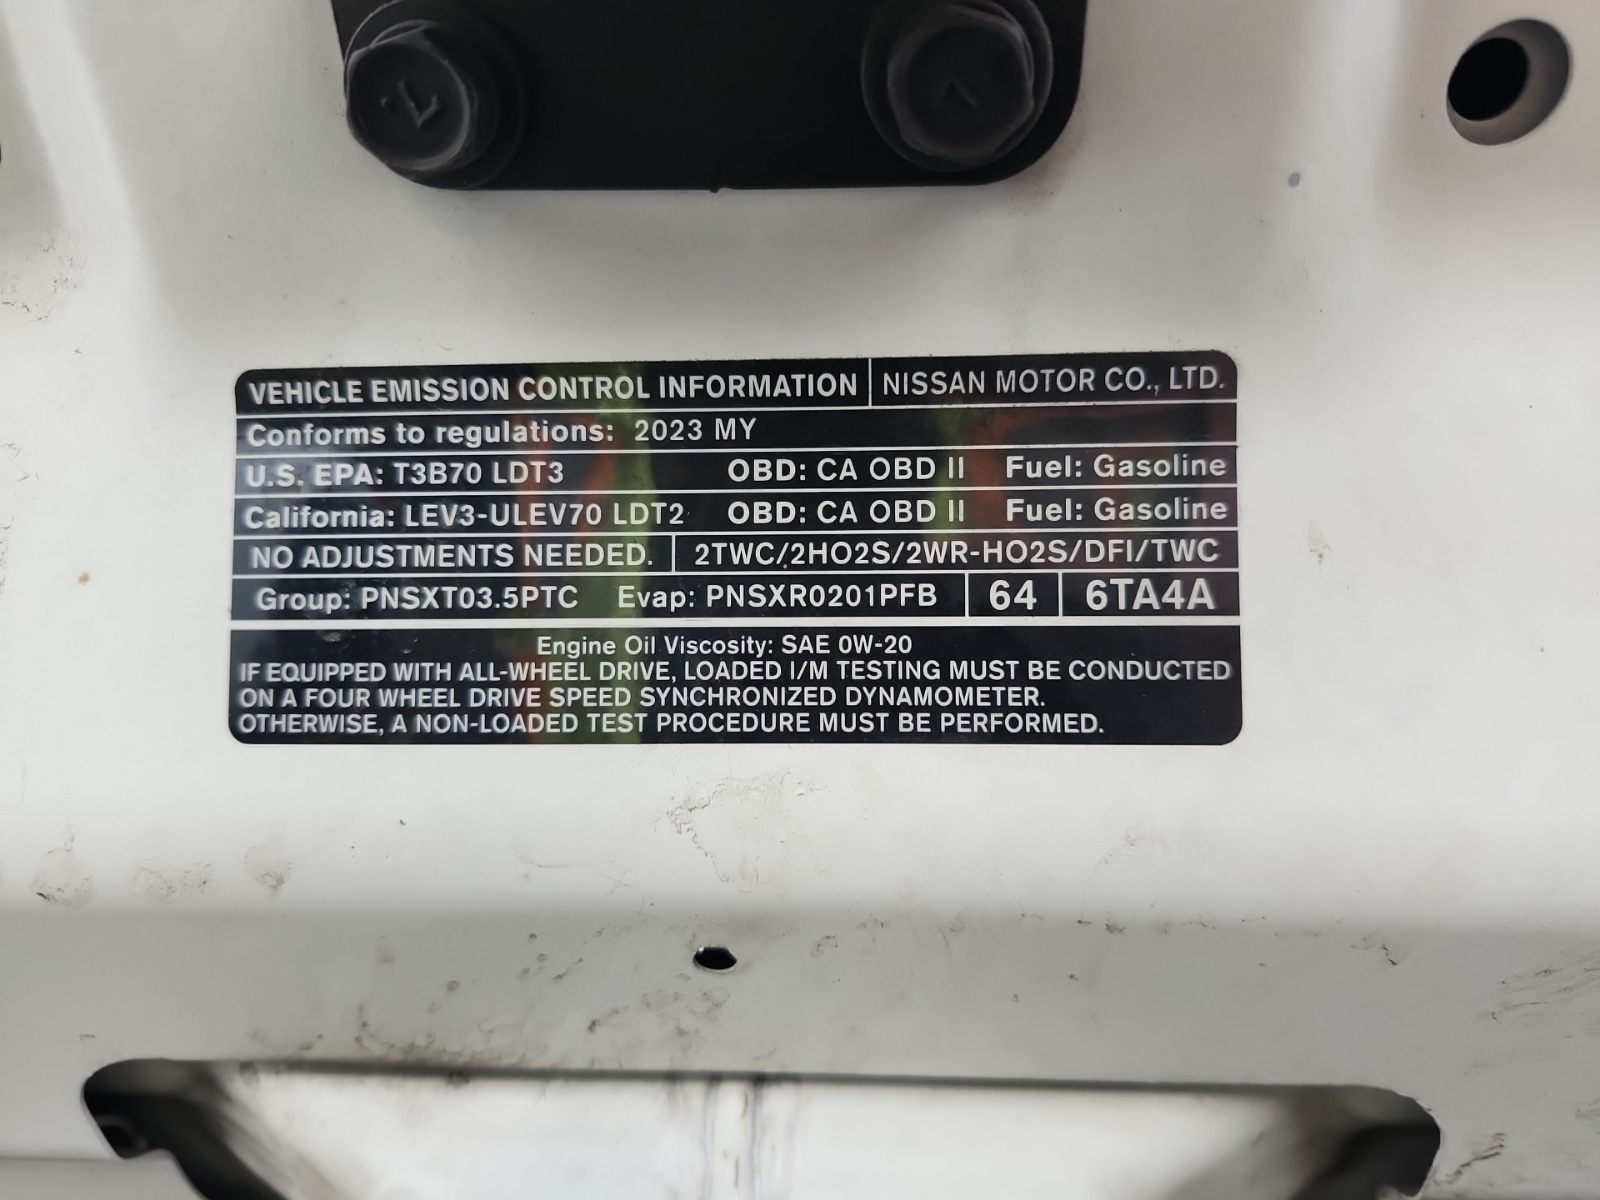 VEHICLE EMISSION CONTROL INFORMATION NISSAN MOTOR CO., LTD.
Conforms to regulations: 2023 MY
U.S. EPA: T3B70 LDT3 OBD: CA OBD II Fuel: Gasoline
California: LEV3-ULEV70 LDT2 OBD: CA OBD II Fuel: Gasoline
NO ADJUSTMENTS NEEDED. 2TWC/2HO2S/2WR-HO2S/DFI/TWC
Group: PNSXT03.5PTC Evap: PNSXR0201PFB 64 6TA4A
Engine Oil Viscosity: SAE 0W-20
IF EQUIPPED WITH ALL-WHEEL DRIVE, LOADED I/M TESTING MUST BE CONDUCTED
ON A FOUR WHEEL DRIVE SPEED SYNCHRONIZED DYNAMOMETER.
OTHERWISE, A NON-LOADED TEST PROCEDURE MUST BE PERFORMED.